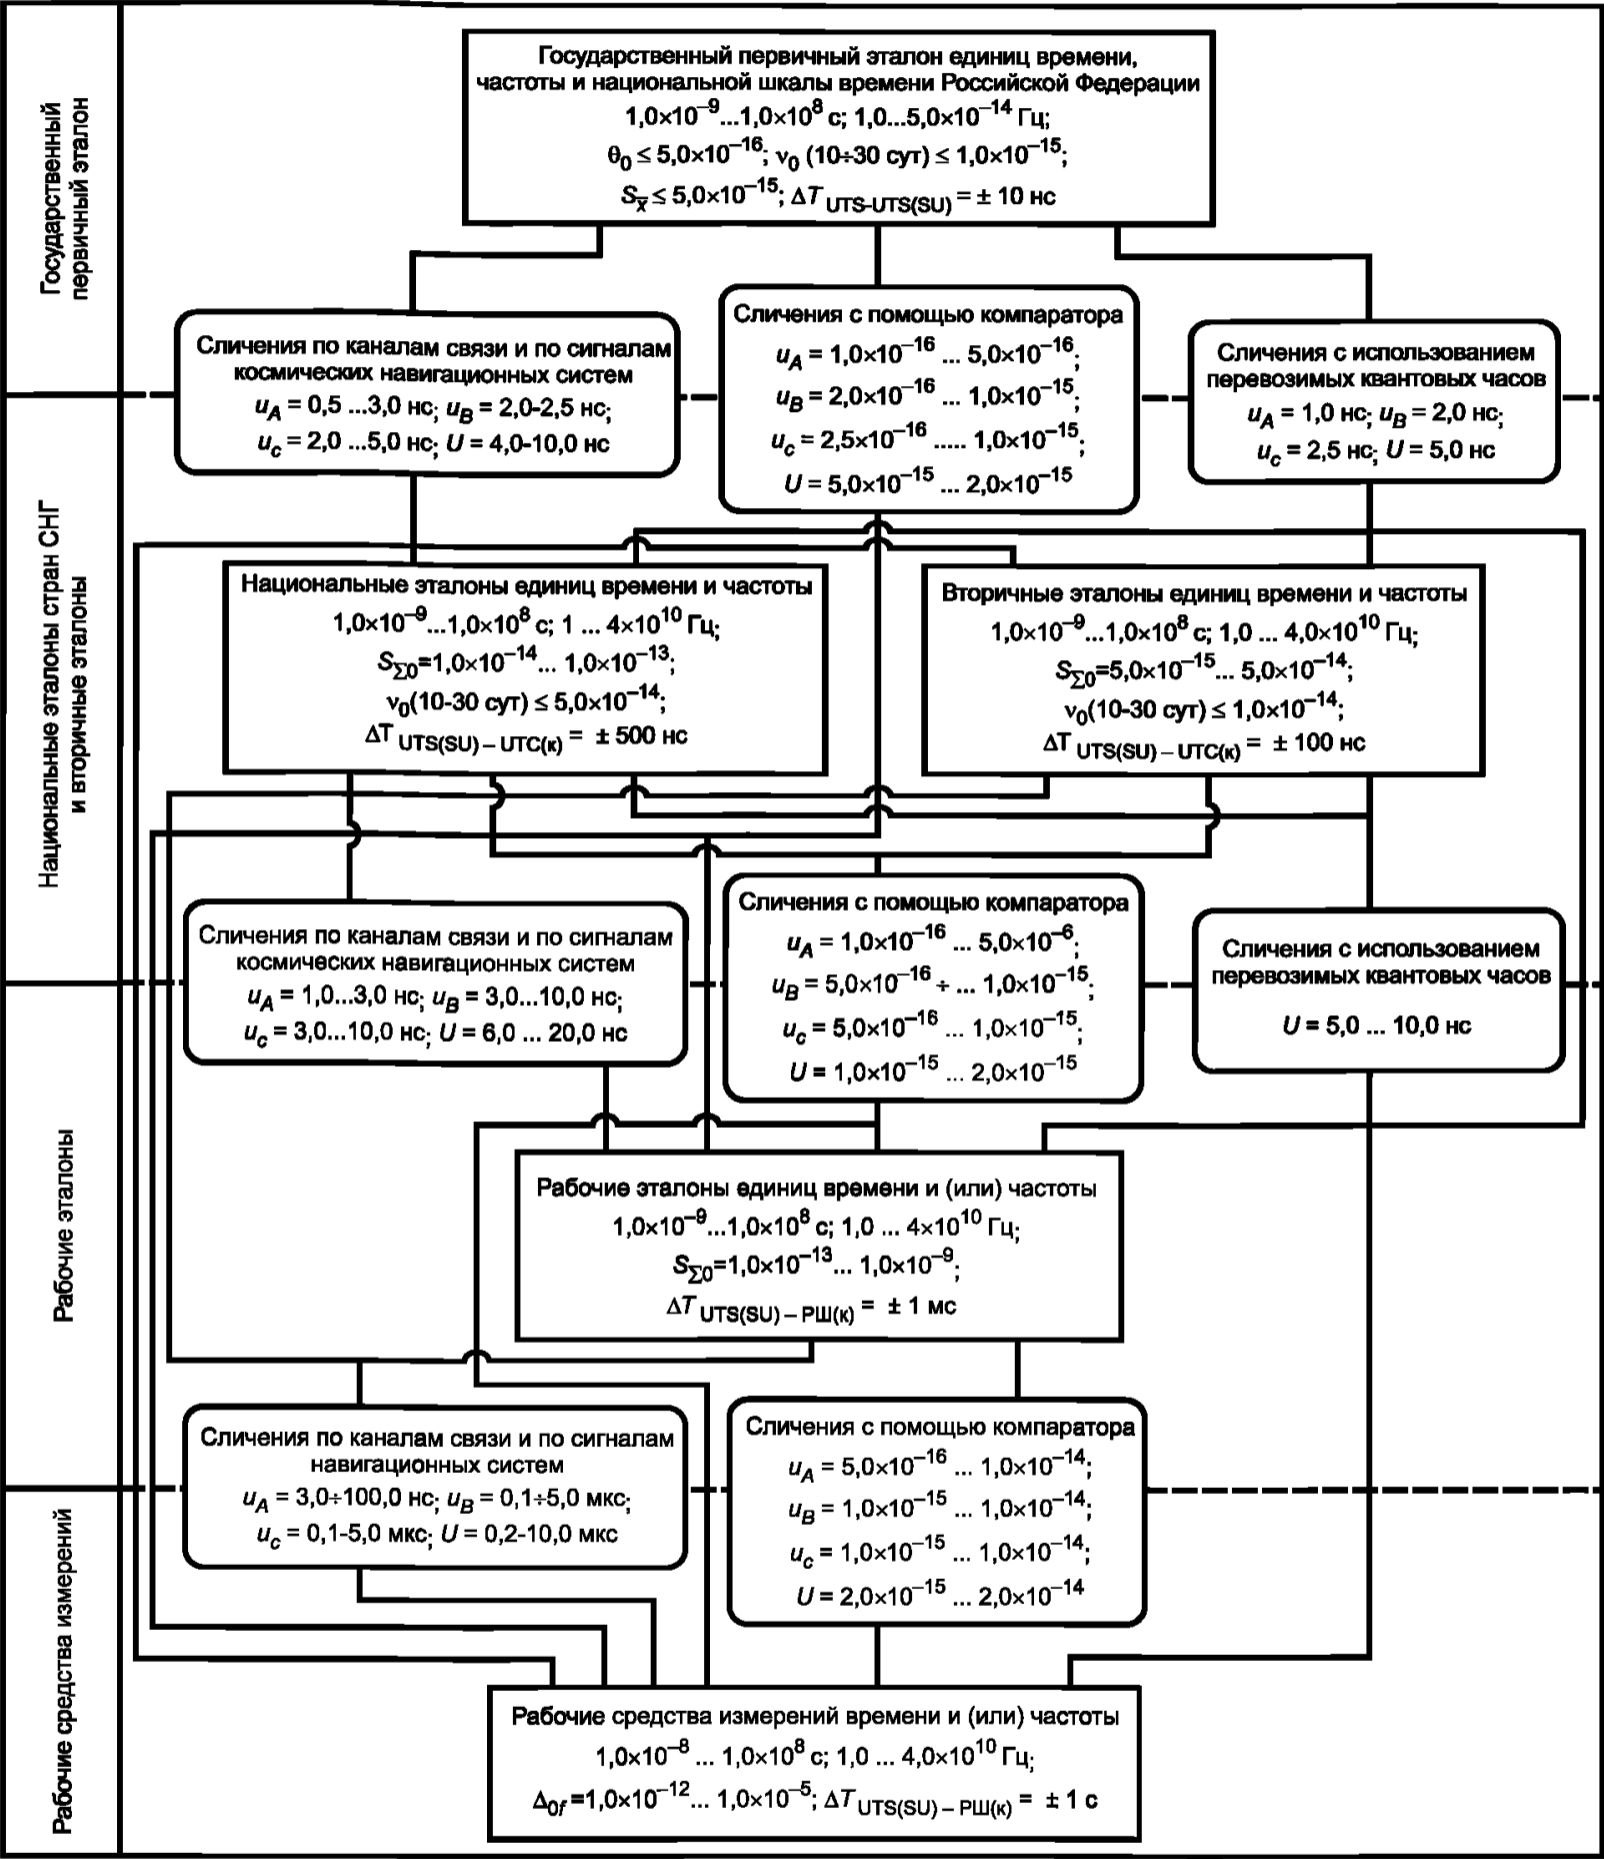 Государственный
первичный эталон
Государственный первичный эталон единиц времени,
частоты и национальной шкалы времени Российской Федерации
1,0×10⁻⁹...1,0×10⁸ с; 1,0...5,0×10⁻¹⁴ Гц;
θ₀ ≤ 5,0×10⁻¹⁶; ν₀ (10÷30 сут) ≤ 1,0×10⁻¹⁵;
S_x̅ ≤ 5,0×10⁻¹⁵; ΔT UTS-UTS(SU) = ± 10 нс
Сличения по каналам связи и по сигналам
космических навигационных систем
u_A = 0,5 ...3,0 нс; u_B = 2,0-2,5 нс;
u_c = 2,0 ...5,0 нс; U = 4,0-10,0 нс
Сличения с помощью компаратора
u_A = 1,0×10⁻¹⁶ ... 5,0×10⁻¹⁶;
u_B = 2,0×10⁻¹⁶ ... 1,0×10⁻¹⁵;
u_c = 2,5×10⁻¹⁶ ..... 1,0×10⁻¹⁵;
U = 5,0×10⁻¹⁵ ... 2,0×10⁻¹⁵
Сличения с использованием
перевозимых квантовых часов
u_A = 1,0 нс; u_B = 2,0 нс;
u_c = 2,5 нс; U = 5,0 нс
Национальные эталоны стран СНГ
и вторичные эталоны
Национальные эталоны единиц времени и частоты
1,0×10⁻⁹...1,0×10⁸ с; 1 ... 4×10¹⁰ Гц;
S_Σ0=1,0×10⁻¹⁴... 1,0×10⁻¹³;
ν₀(10-30 сут) ≤ 5,0×10⁻¹⁴;
ΔT UTS(SU) – UTC(к) = ± 500 нс
Вторичные эталоны единиц времени и частоты
1,0×10⁻⁹...1,0×10⁸ с; 1,0 ... 4,0×10¹⁰ Гц;
S_Σ0=5,0×10⁻¹⁵... 5,0×10⁻¹⁴;
ν₀(10-30 сут) ≤ 1,0×10⁻¹⁴;
ΔT UTS(SU) – UTC(к) = ± 100 нс
Сличения по каналам связи и по сигналам
космических навигационных систем
u_A = 1,0...3,0 нс; u_B = 3,0...10,0 нс;
u_c = 3,0...10,0 нс; U = 6,0 ... 20,0 нс
Сличения с помощью компаратора
u_A = 1,0×10⁻¹⁶ ... 5,0×10⁻⁶;
u_B = 5,0×10⁻¹⁶ ÷ ... 1,0×10⁻¹⁵;
u_c = 5,0×10⁻¹⁶ ... 1,0×10⁻¹⁵;
U = 1,0×10⁻¹⁵ ... 2,0×10⁻¹⁵
Сличения с использованием
перевозимых квантовых часов
U = 5,0 ... 10,0 нс
Рабочие эталоны
Рабочие эталоны единиц времени и (или) частоты
1,0×10⁻⁹...1,0×10⁸ с; 1,0 ... 4×10¹⁰ Гц;
S_Σ0=1,0×10⁻¹³... 1,0×10⁻⁹;
ΔT UTS(SU) – РШ(к) = ± 1 мс
Сличения по каналам связи и по сигналам
навигационных систем
u_A = 3,0÷100,0 нс; u_B = 0,1÷5,0 мкс;
u_c = 0,1-5,0 мкс; U = 0,2-10,0 мкс
Сличения с помощью компаратора
u_A = 5,0×10⁻¹⁶ ... 1,0×10⁻¹⁴;
u_B = 1,0×10⁻¹⁵ ... 1,0×10⁻¹⁴;
u_c = 1,0×10⁻¹⁵ ... 1,0×10⁻¹⁴;
U = 2,0×10⁻¹⁵ ... 2,0×10⁻¹⁴
Рабочие средства измерений
Рабочие средства измерений времени и (или) частоты
1,0×10⁻⁸ ... 1,0×10⁸ с; 1,0 ... 4,0×10¹⁰ Гц;
Δ_0f =1,0×10⁻¹²... 1,0×10⁻⁵; ΔT UTS(SU) – РШ(к) = ± 1 с